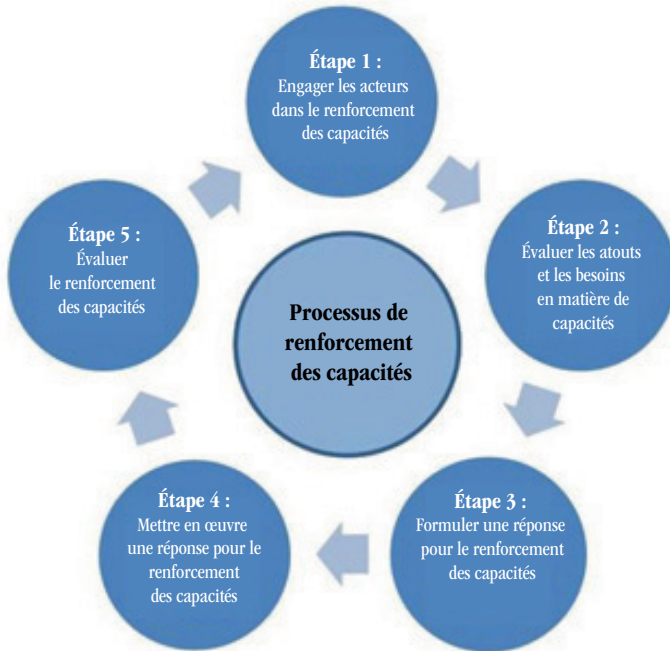 Étape 1 :
Engager les acteurs
dans le renforcement
des capacités
Étape 2 :
Évaluer les atouts
et les besoins
en matière de
capacités
Étape 3 :
Formuler une réponse
pour le renforcement
des capacités
Étape 4 :
Mettre en œuvre
une réponse pour le
renforcement
des capacités
Étape 5 :
Évaluer
le renforcement
des capacités
Processus de
renforcement
des capacités